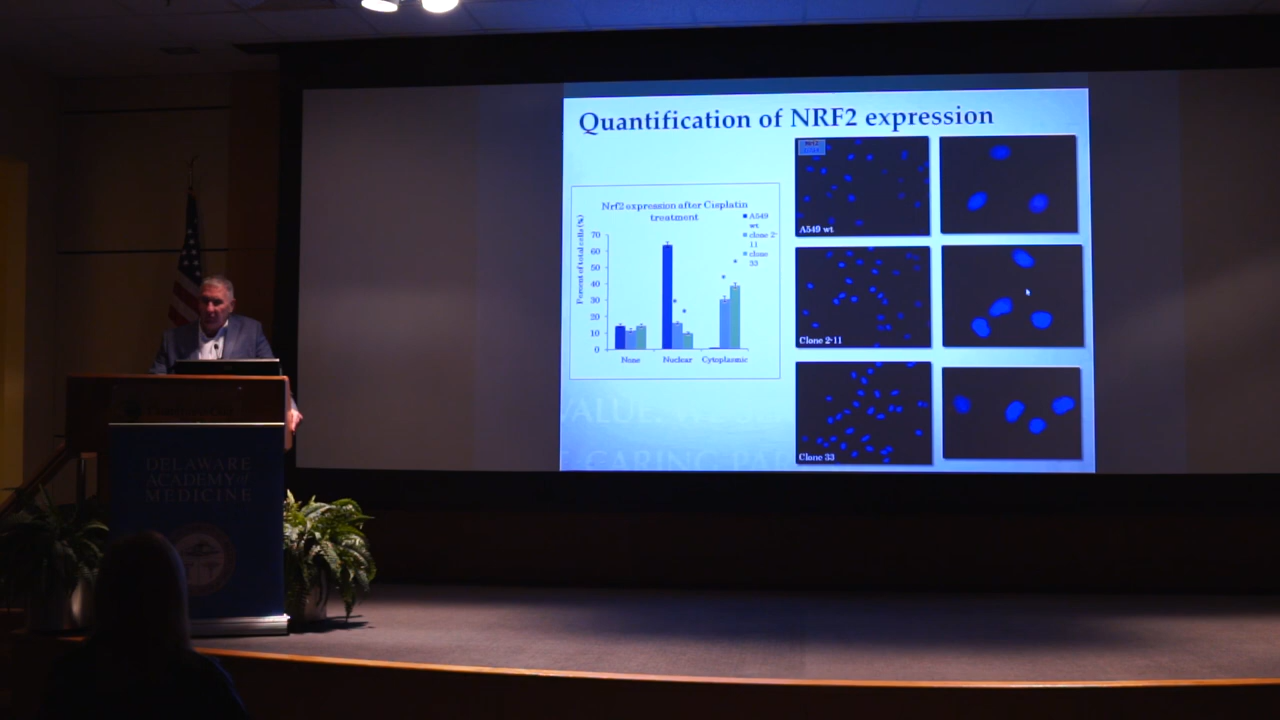 Quantification of NRF2 expression
Nrf2 expression after Cisplatin
treatment
A549
wt
clone 2-
11
clone
33
Percent of total cells (%)
70
60
50
40
30
20
10
0
None
Nuclear
Cytoplasmic
A549 wt
Clone 2-11
Clone 33
VALUE
CARING
DELAWARE
ACADEMY of
MEDICINE